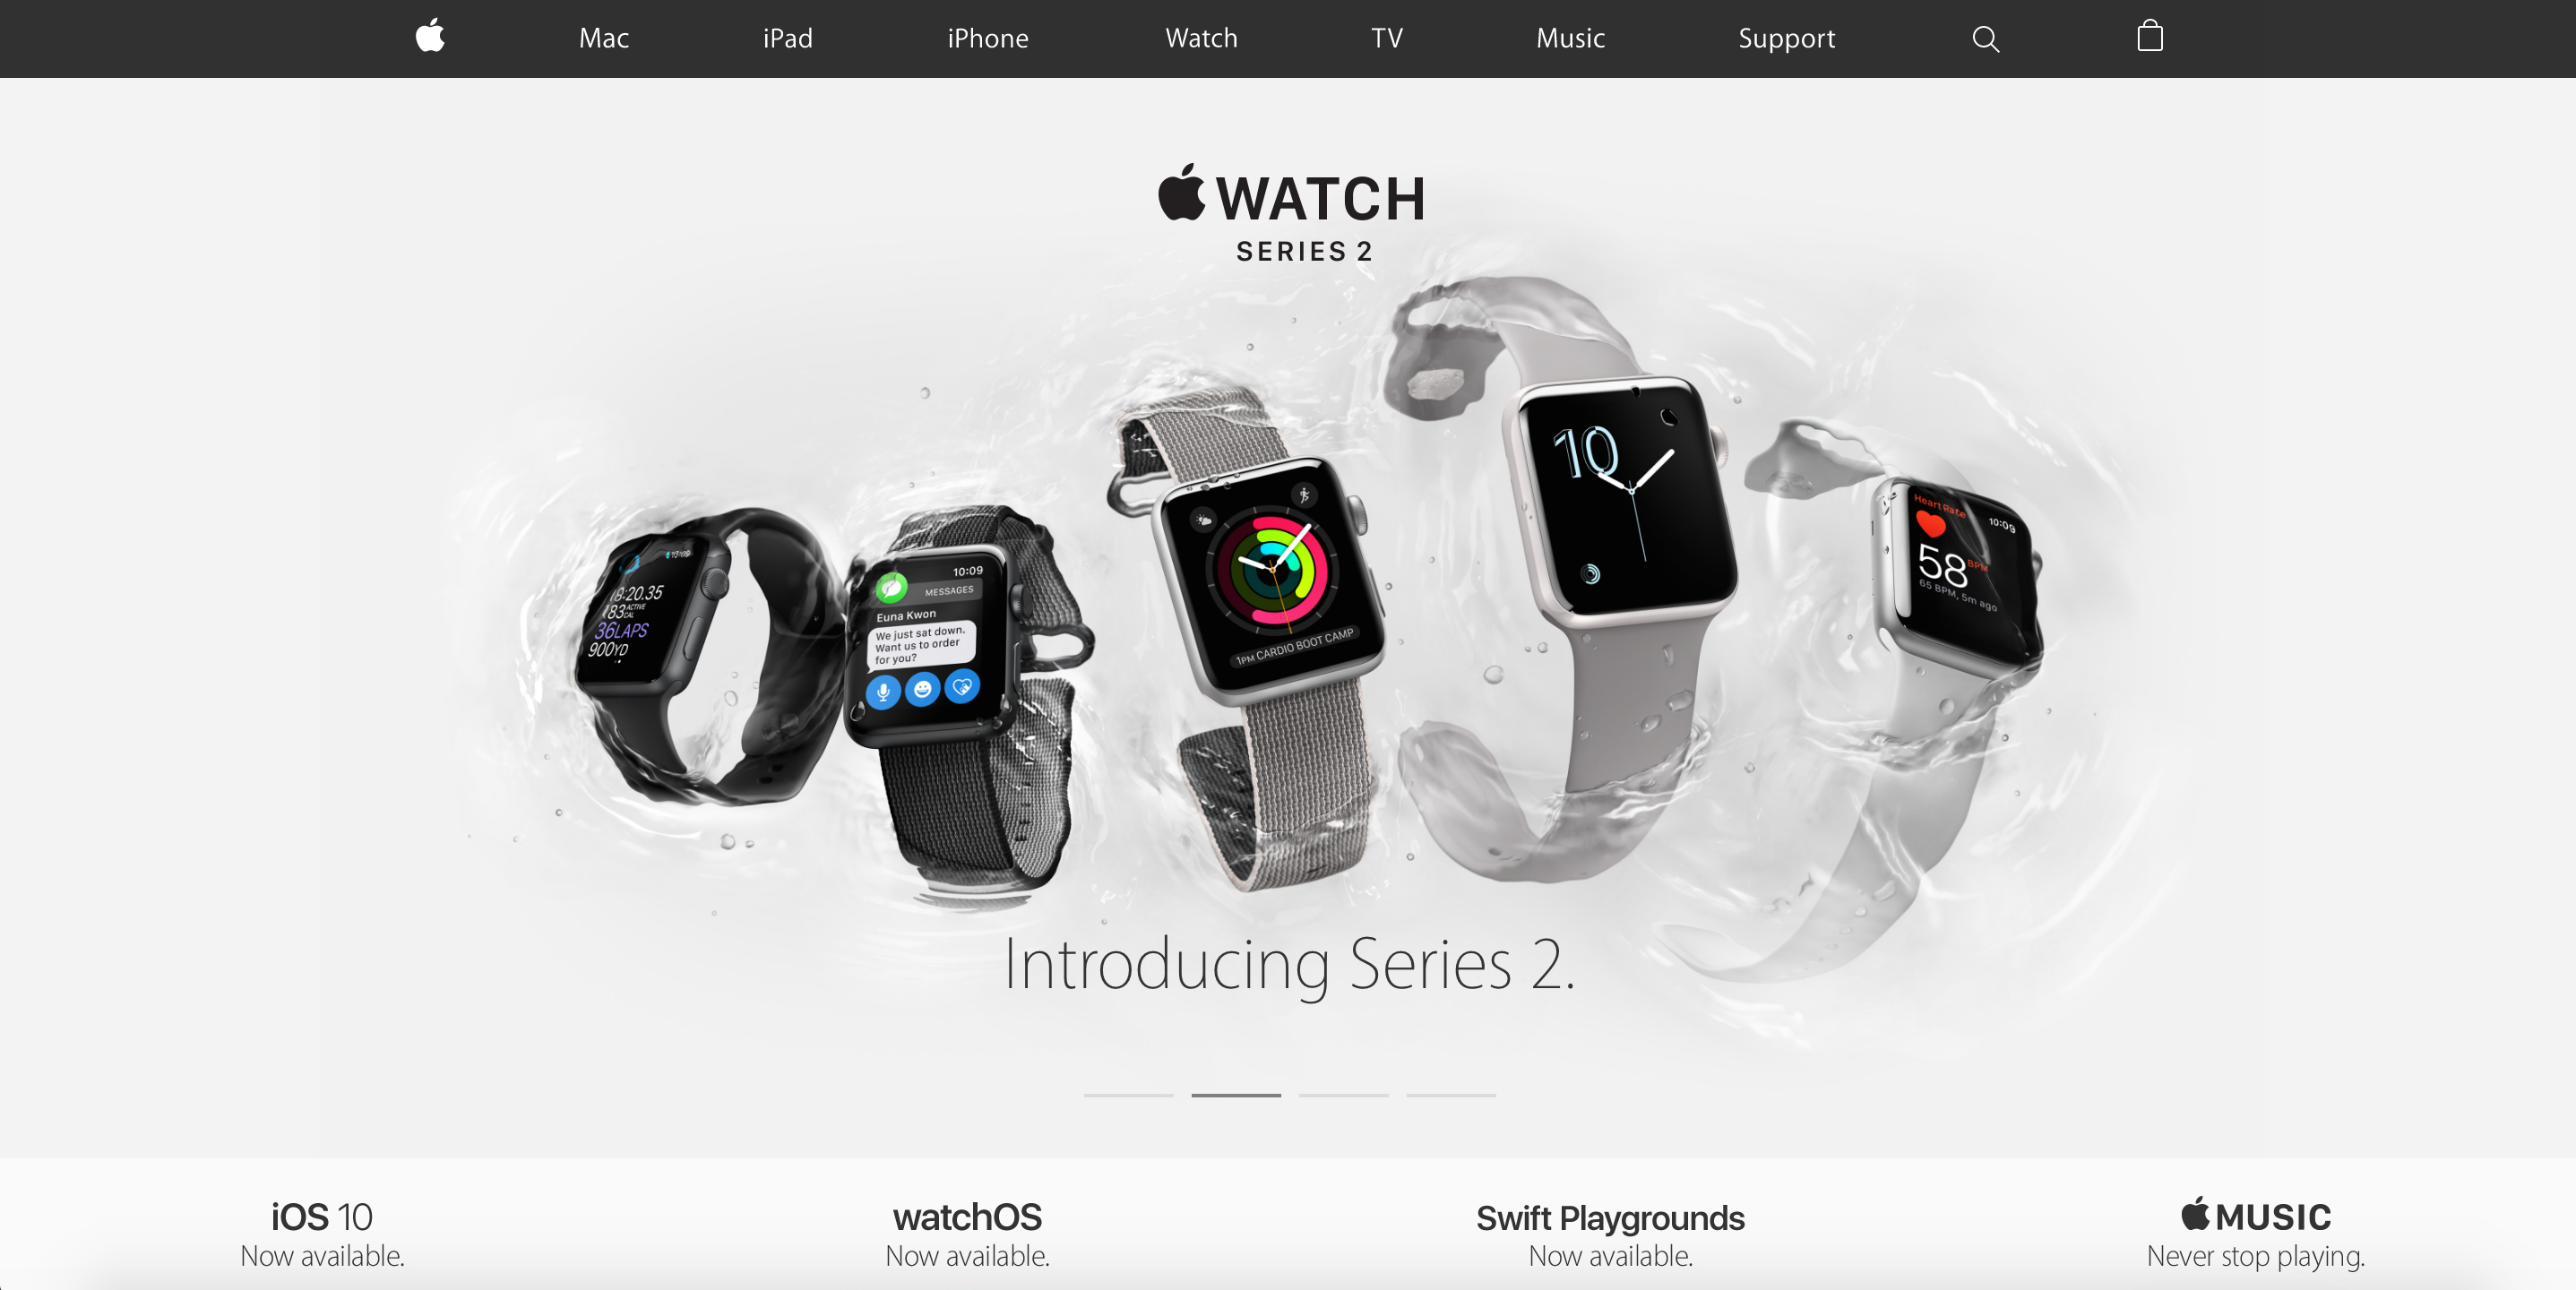 Mac iPad iPhone Watch TV Music Support
WATCH
SERIES 2
10:09
8:20.35
83 ACTIVE CAL
36LAPS
900YD
10:09
MESSAGES
Euna Kwon
We just sat down.
Want us to order
for you?
1PM CARDIO BOOT CAMP
10
Heart Rate
10:09
58 BPM
65 BPM, 5m ago
Introducing Series 2.
iOS 10
Now available.
watchOS
Now available.
Swift Playgrounds
Now available.
MUSIC
Never stop playing.